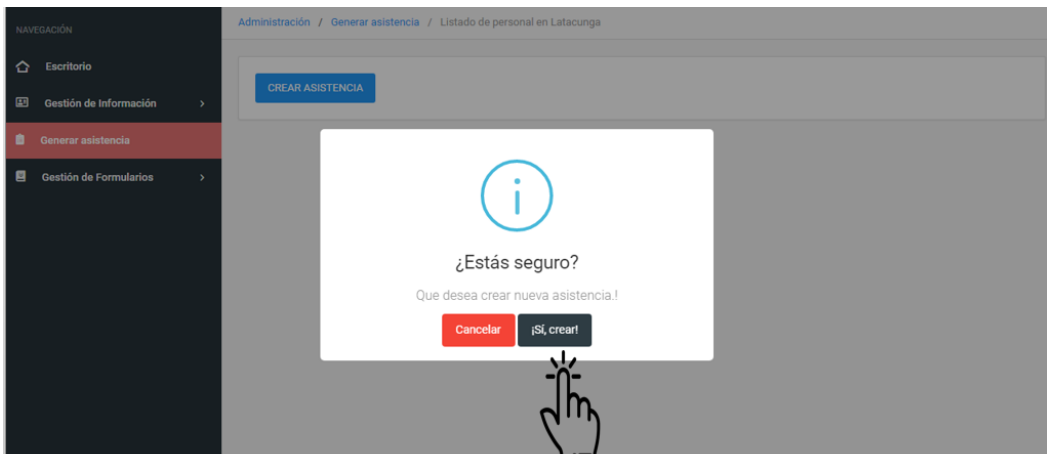 NAVEGACIÓN
Escritorio
Gestión de Información
Generar asistencia
Gestión de Formularios
Administración / Generar asistencia / Listado de personal en Latacunga
CREAR ASISTENCIA
¿Estás seguro?
Que desea crear nueva asistencia.!
Cancelar
¡Sí, crear!